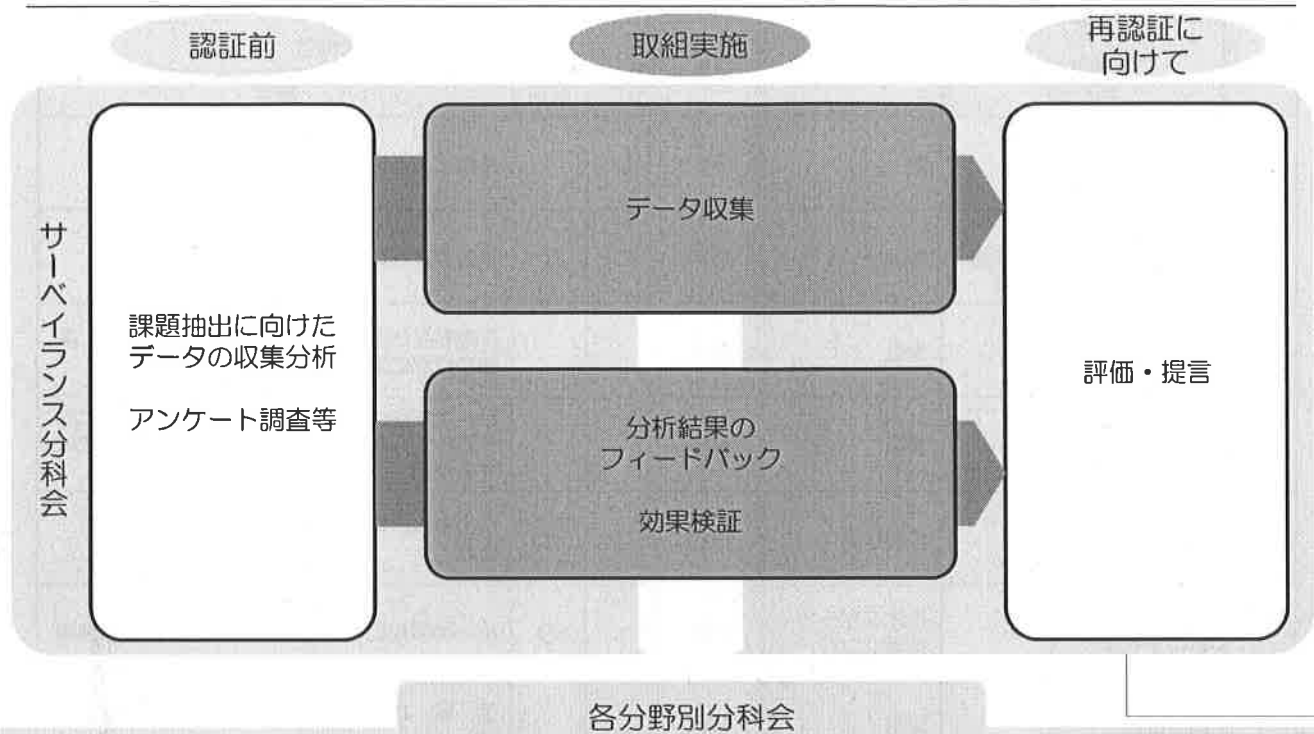 認証前
取組実施
再認証に
向けて
サーベイランス分科会
課題抽出に向けた
データの収集分析
アンケート調査等
データ収集
分析結果の
フィードバック
効果検証
評価・提言
各分野別分科会